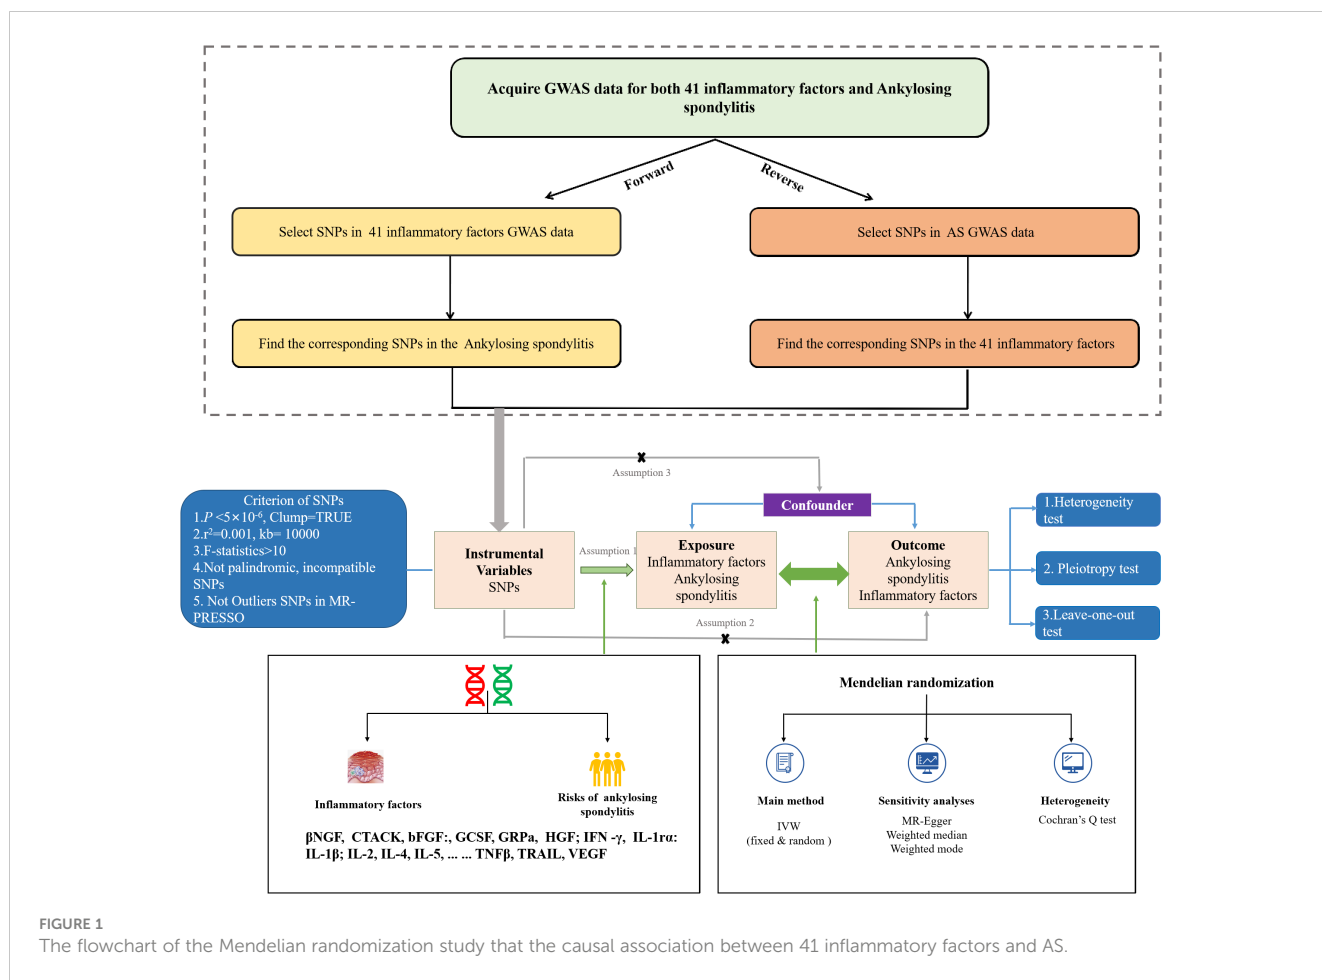 Acquire GWAS data for both 41 inflammatory factors and Ankylosing
spondylitis
Forward
Reverse
Select SNPs in 41 inflammatory factors GWAS data
Select SNPs in AS GWAS data
Find the corresponding SNPs in the Ankylosing spondylitis
Find the corresponding SNPs in the 41 inflammatory factors
Assumption 3
Criterion of SNPs
1.P <5×10-6, Clump=TRUE
2.r2=0.001, kb= 10000
3.F-statistics>10
4.Not palindromic, incompatible
SNPs
5. Not Outliers SNPs in MR-
PRESSO
Instrumental
Variables
SNPs
Assumption 1
Confounder
Exposure
Inflammatory factors
Ankylosing
spondylitis
Outcome
Ankylosing
spondylitis
Inflammatory factors
1.Heterogeneity
test
2. Pleiotropy test
3.Leave-one-out
test
Assumption 2
Inflammatory factors
Risks of ankylosing
spondylitis
βNGF, CTACK, bFGF:, GCSF, GRPa, HGF; IFN -γ, IL-1rα:
IL-1β; IL-2, IL-4, IL-5, ... ... TNFβ, TRAIL, VEGF
Mendelian randomization
Main method
IVW
(fixed & random )
Sensitivity analyses
MR-Egger
Weighted median
Weighted mode
Heterogeneity
Cochran's Q test
FIGURE 1
The flowchart of the Mendelian randomization study that the causal association between 41 inflammatory factors and AS.